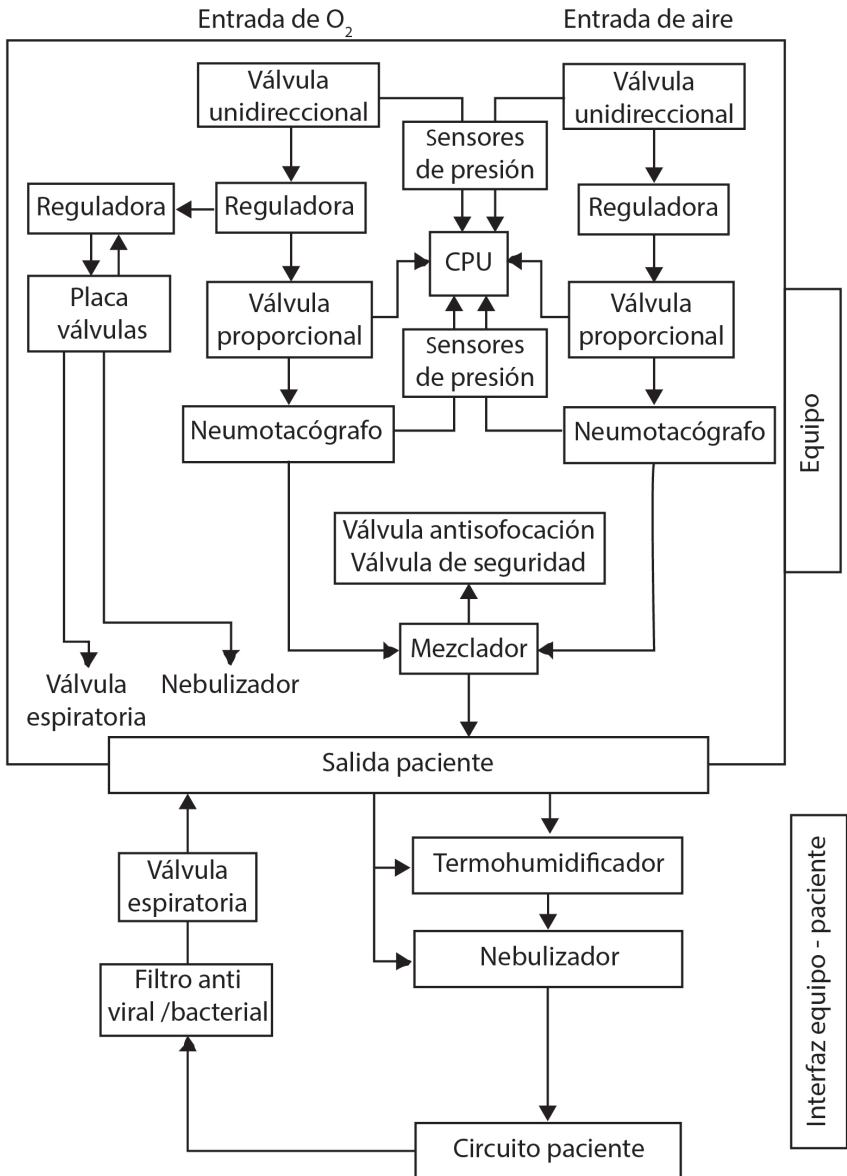 Entrada de O2
Entrada de aire
Válvula
unidireccional
Válvula
unidireccional
Sensores
de presión
Reguladora
Reguladora
Reguladora
CPU
Placa
válvulas
Válvula
proporcional
Válvula
proporcional
Sensores
de presión
Neumotacógrafo
Neumotacógrafo
Equipo
Válvula antisofocación
Válvula de seguridad
Mezclador
Válvula
espiratoria
Nebulizador
Salida paciente
Válvula
espiratoria
Termohumidificador
Nebulizador
Filtro anti
viral /bacterial
Circuito paciente
Interfaz equipo - paciente